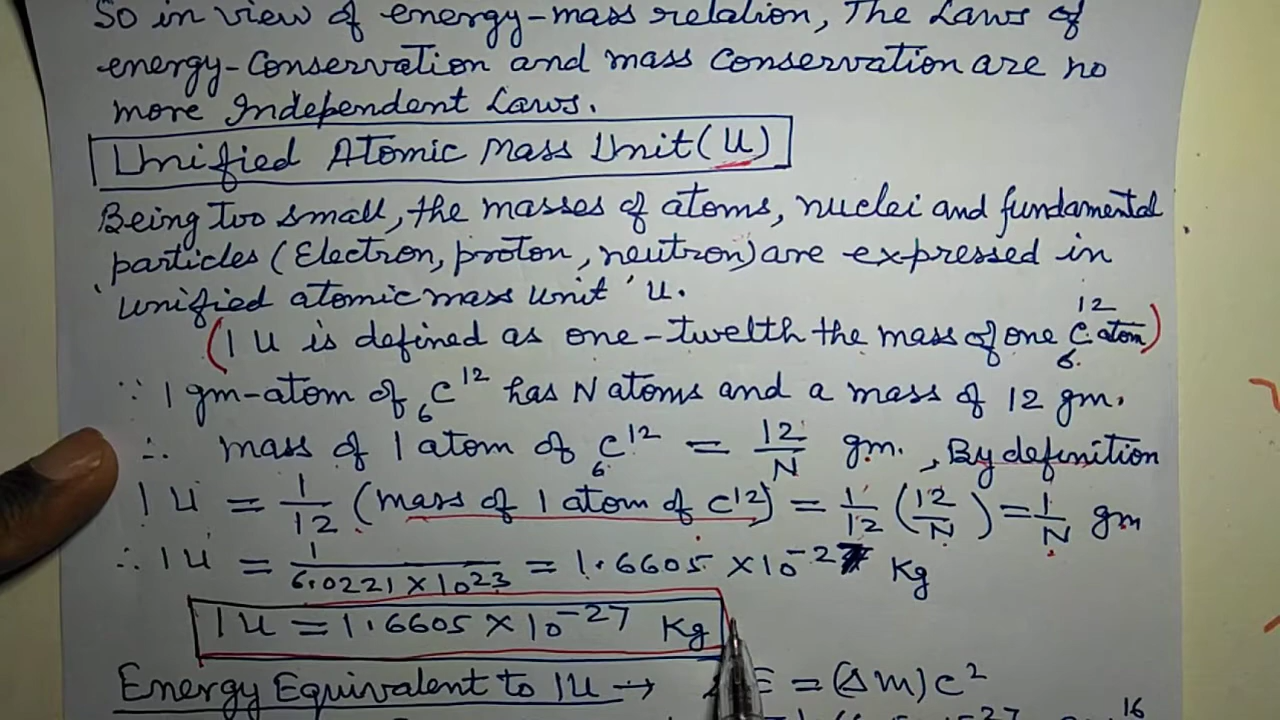 So in view of energy-mass relation, The Laws of
energy-Conservation and mass Conservation are no
more Independent Laws.
Unified Atomic Mass Unit (U)
Being Too small, the masses of atoms, nuclei and fundamental
particles (Electron, proton, neutron) are expressed in
'unified atomic mass unit' U.
(1 U is defined as one-twelth the mass of one ₆C¹² atom)
∵ 1 gm-atom of ₆C¹² has N atoms and a mass of 12 gm.
∴ mass of 1 atom of ₆C¹² = 12/N gm. , By definition
1 U = 1/12 (mass of 1 atom of C¹²) = 1/12 (12/N) = 1/N gm
∴ 1 U = 1/(6.0221 × 10²³) = 1.6605 × 10⁻²⁷ Kg
1 U = 1.6605 × 10⁻²⁷ Kg
Energy Equivalent to 1U → E = (Δm)c²